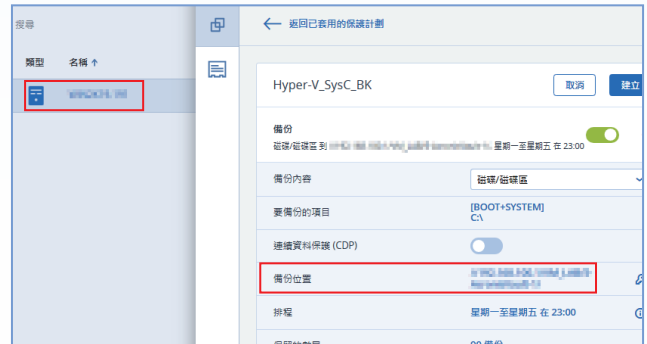 搜尋
返回已套用的保護計劃
類型 名稱 ↑
Hyper-V_SysC_BK
取消
建立
備份
磁碟/磁碟區 到
星期一至星期五 在 23:00
備份內容
磁碟/磁碟區
要備份的項目
[BOOT+SYSTEM]
C:\
連續資料保護 (CDP)
備份位置
排程
星期一至星期五 在 23:00